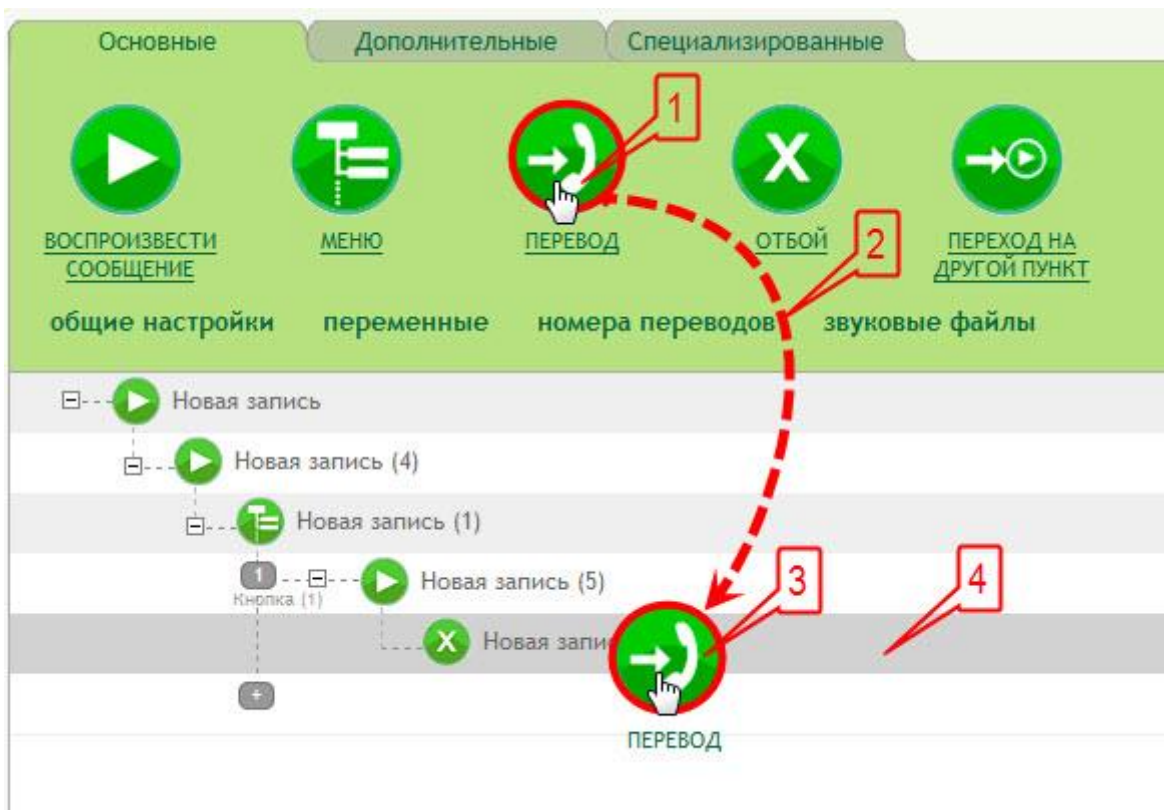 Основные
Дополнительные
Специализированные
1
ВОСПРОИЗВЕСТИ
СООБЩЕНИЕ
МЕНЮ
ПЕРЕВОД
X
ОТБОЙ
2
ПЕРЕХОД НА
ДРУГОЙ ПУНКТ
общие настройки
переменные
номера переводов
звуковые файлы
Новая запись
Новая запись (4)
Новая запись (1)
1
Кнопка (1)
Новая запись (5)
3
4
X
Новая запи
+
ПЕРЕВОД